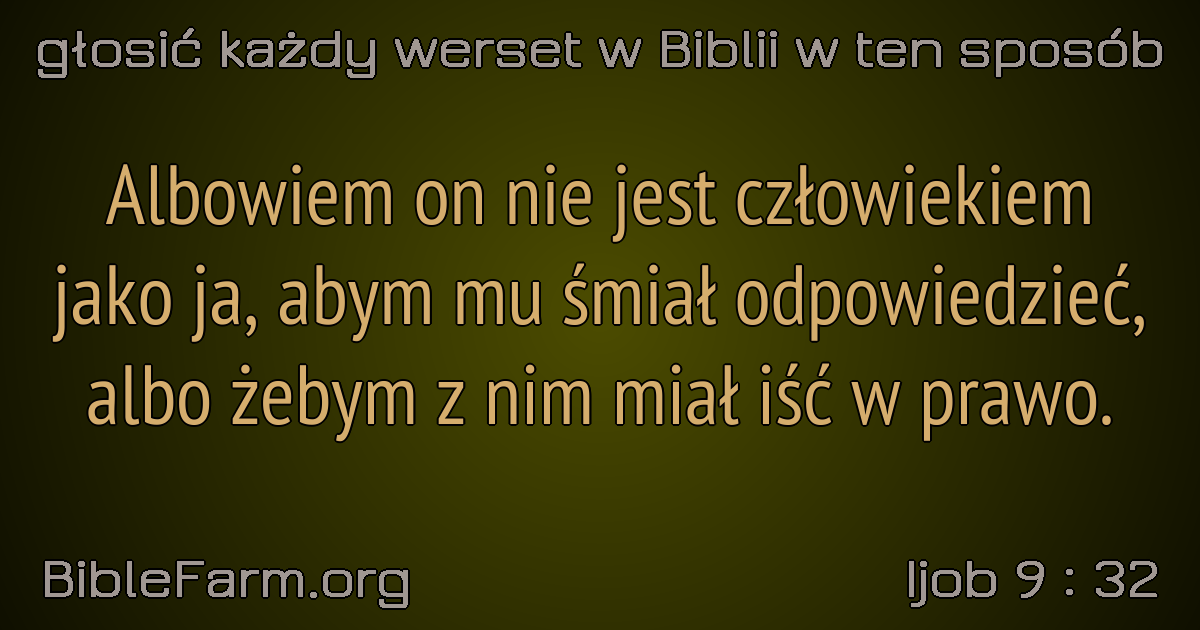 głosić każdy werset w Biblii w ten sposób
Albowiem on nie jest człowiekiem
jako ja, abym mu śmiał odpowiedzieć,
albo żebym z nim miał iść w prawo.
BibleFarm.org
Ijob 9 : 32